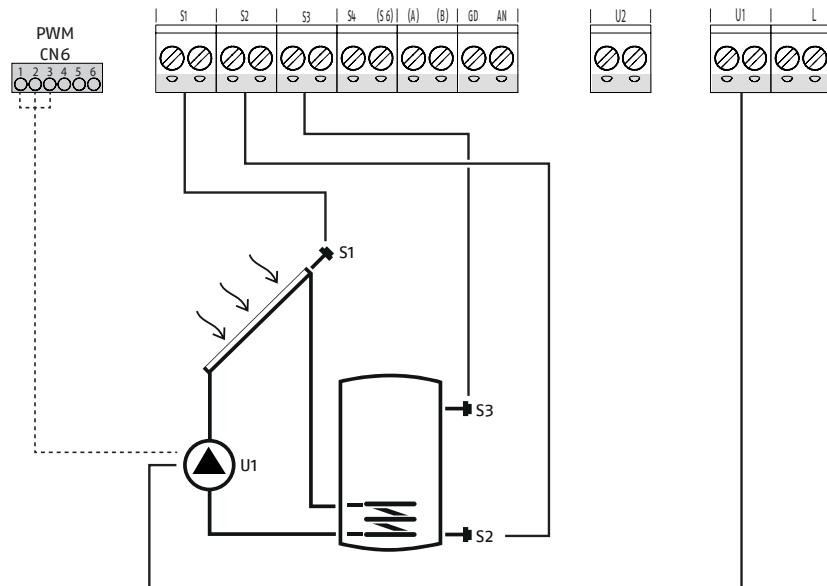 S1 S2 S3 S4 (S6) (A) (B) GD AN U2 U1 L
PWM
CN6
1 2 3 4 5 6
S1
S3
U1
S2